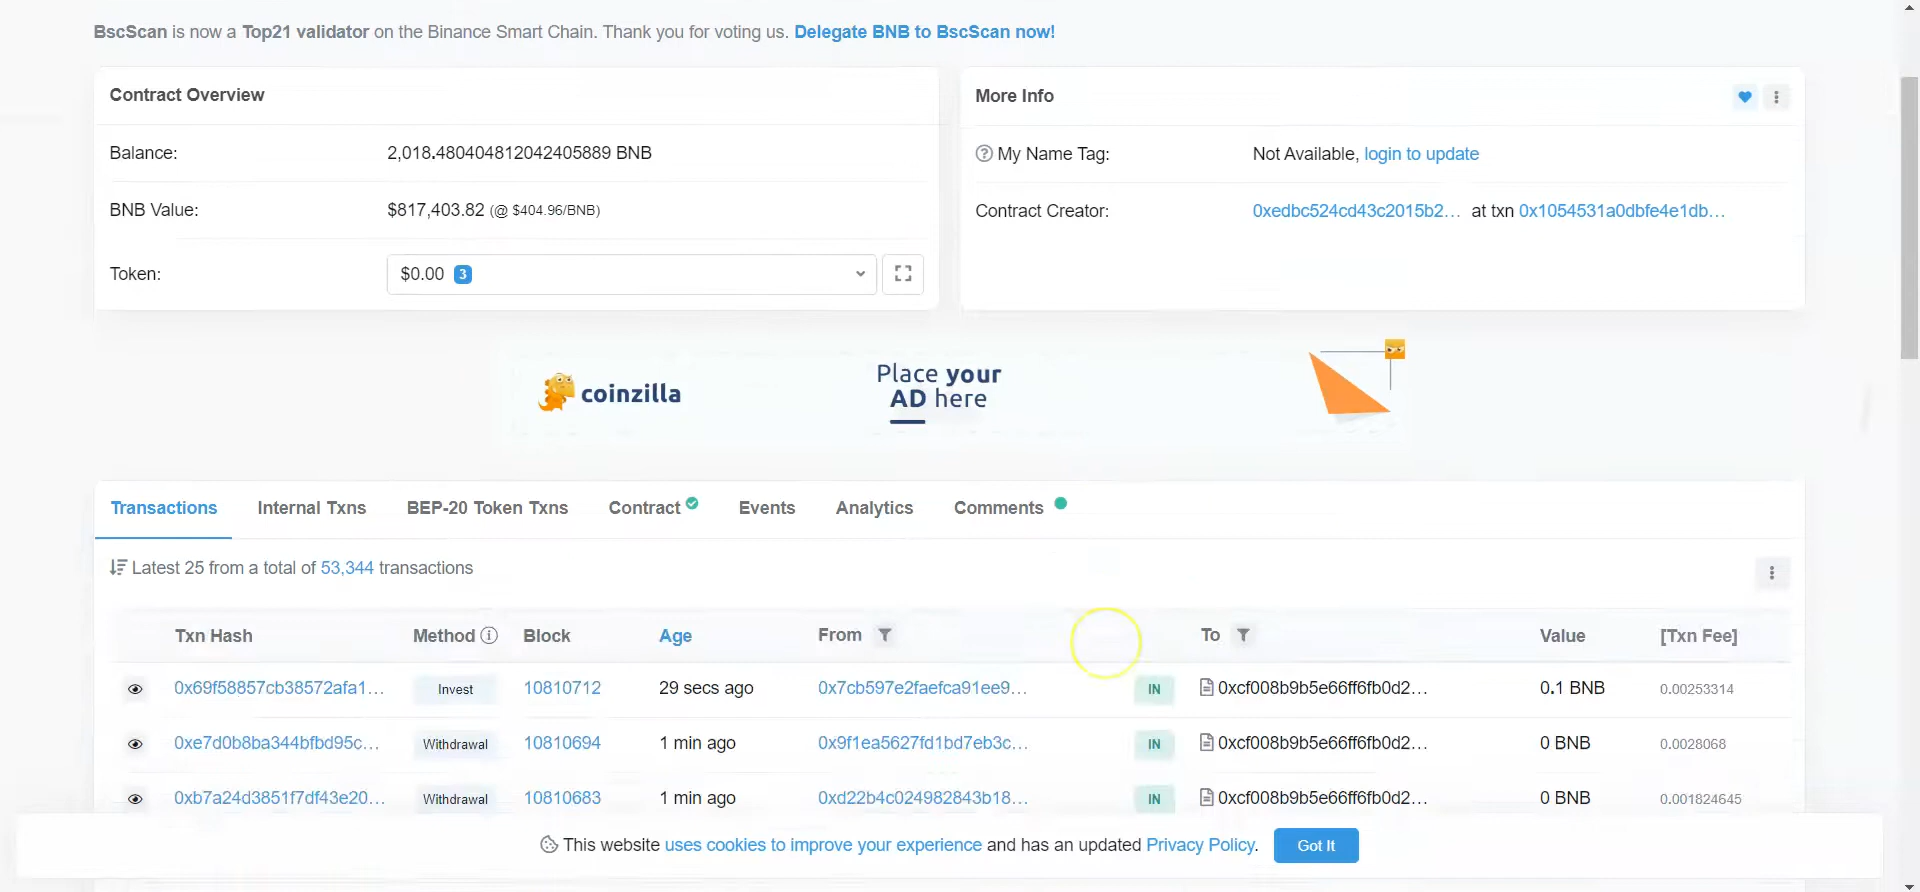 BscScan is now a Top21 validator on the Binance Smart Chain. Thank you for voting us. Delegate BNB to BscScan now!
Contract Overview
Balance: 2,018.480404812042405889 BNB
BNB Value: $817,403.82 (@ $404.96/BNB)
Token: $0.00 3
More Info
My Name Tag: Not Available, login to update
Contract Creator: 0xedbc524cd43c2015b2... at txn 0x1054531a0dbfe4e1db...
coinzilla
Place your
AD here
Transactions Internal Txns BEP-20 Token Txns Contract Events Analytics Comments
Latest 25 from a total of 53,344 transactions
Txn Hash Method Block Age From To Value [Txn Fee]
0x69f58857cb38572afa1... Invest 10810712 29 secs ago 0x7cb597e2faefca91ee9... IN 0xcf008b9b5e66ff6fb0d2... 0.1 BNB 0.00253314
0xe7d0b8ba344bfbd95c... Withdrawal 10810694 1 min ago 0x9f1ea5627fd1bd7eb3c... IN 0xcf008b9b5e66ff6fb0d2... 0 BNB 0.0028068
0xb7a24d3851f7df43e20... Withdrawal 10810683 1 min ago 0xd22b4c024982843b18... IN 0xcf008b9b5e66ff6fb0d2... 0 BNB 0.001824645
This website uses cookies to improve your experience and has an updated Privacy Policy. Got It